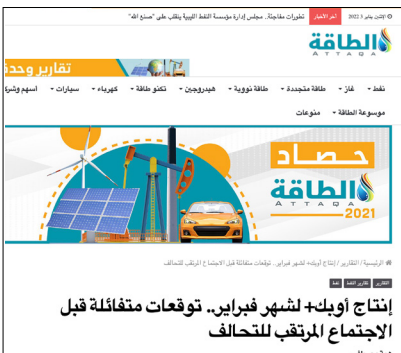 الإثنين, يناير 3 2022 أخر الأخبار تطورات مفاجئة.. مجلس إدارة مؤسسة النفط الليبية ينقلب على "صنع الله"
الطاقة
ATTAQA
تقارير وحدة
نفط غاز طاقة متجددة طاقة نووية هيدروجين تكنو طاقة كهرباء سيارات أسهم وشركا
موسوعة الطاقة منوعات
حصاد
الطاقة
ATTAQA
2021
الرئيسية / التقارير / إنتاج أوبك+ لشهر فبراير.. توقعات متفائلة قبل الاجتماع المرتقب للتحالف
التقارير تقارير النفط نفط
إنتاج أوبك+ لشهر فبراير.. توقعات متفائلة قبل
الاجتماع المرتقب للتحالف